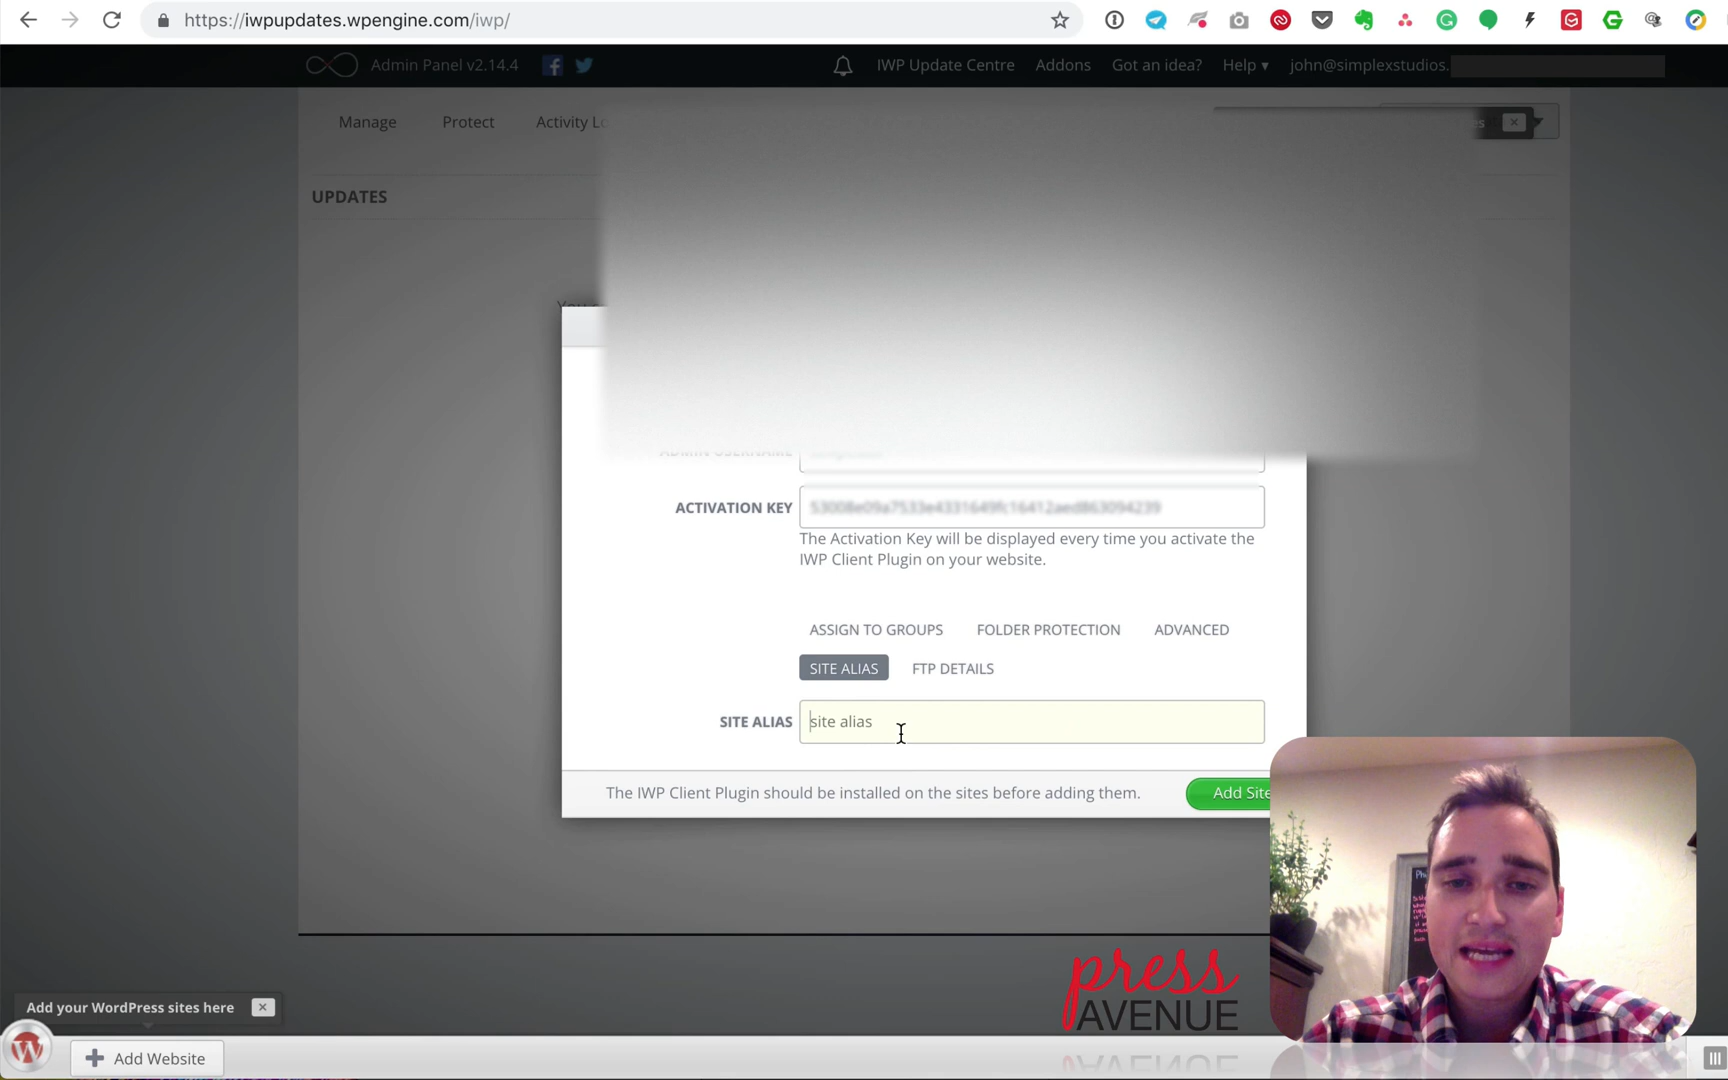 https://iwpupdates.wpengine.com/iwp/
Admin Panel v2.14.4
IWP Update Centre
Addons
Got an idea?
Help ▾
john@simplexstudios.
Manage
Protect
Activity Lo
UPDATES
ACTIVATION KEY
The Activation Key will be displayed every time you activate the
IWP Client Plugin on your website.
ASSIGN TO GROUPS
FOLDER PROTECTION
ADVANCED
SITE ALIAS
FTP DETAILS
SITE ALIAS
site alias
The IWP Client Plugin should be installed on the sites before adding them.
Add Site
press
AVENUE
Add your WordPress sites here
Add Website